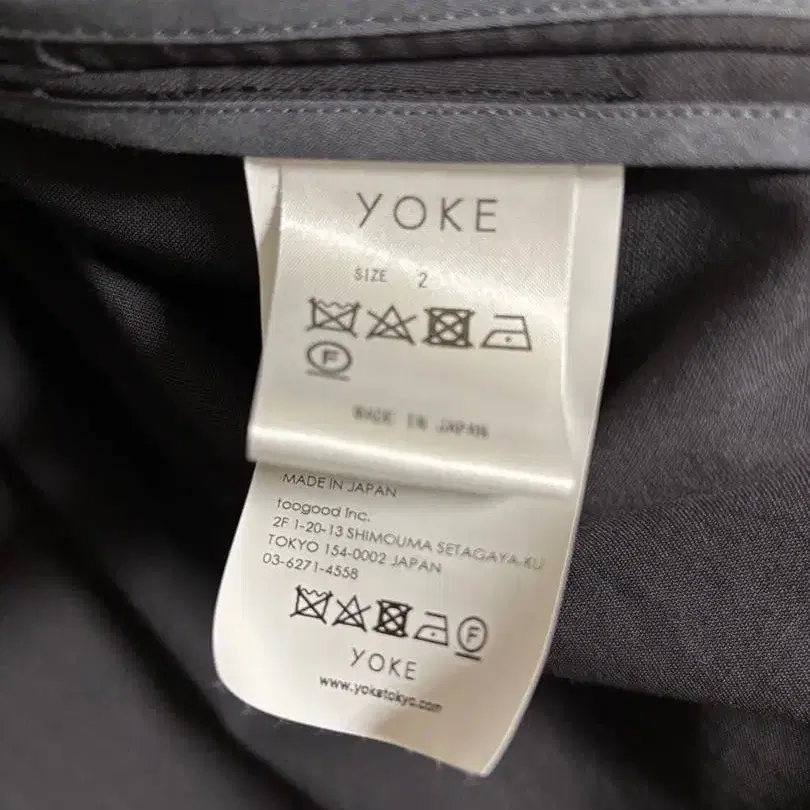 YOKE
SIZE 2
F
MADE IN JAPAN
MADE IN JAPAN
toogood Inc.
2F 1-20-13 SHIMOUMA SETAGAYA-KU
TOKYO 154-0002 JAPAN
03-6271-4558
F
YOKE
www.yoketokyo.com